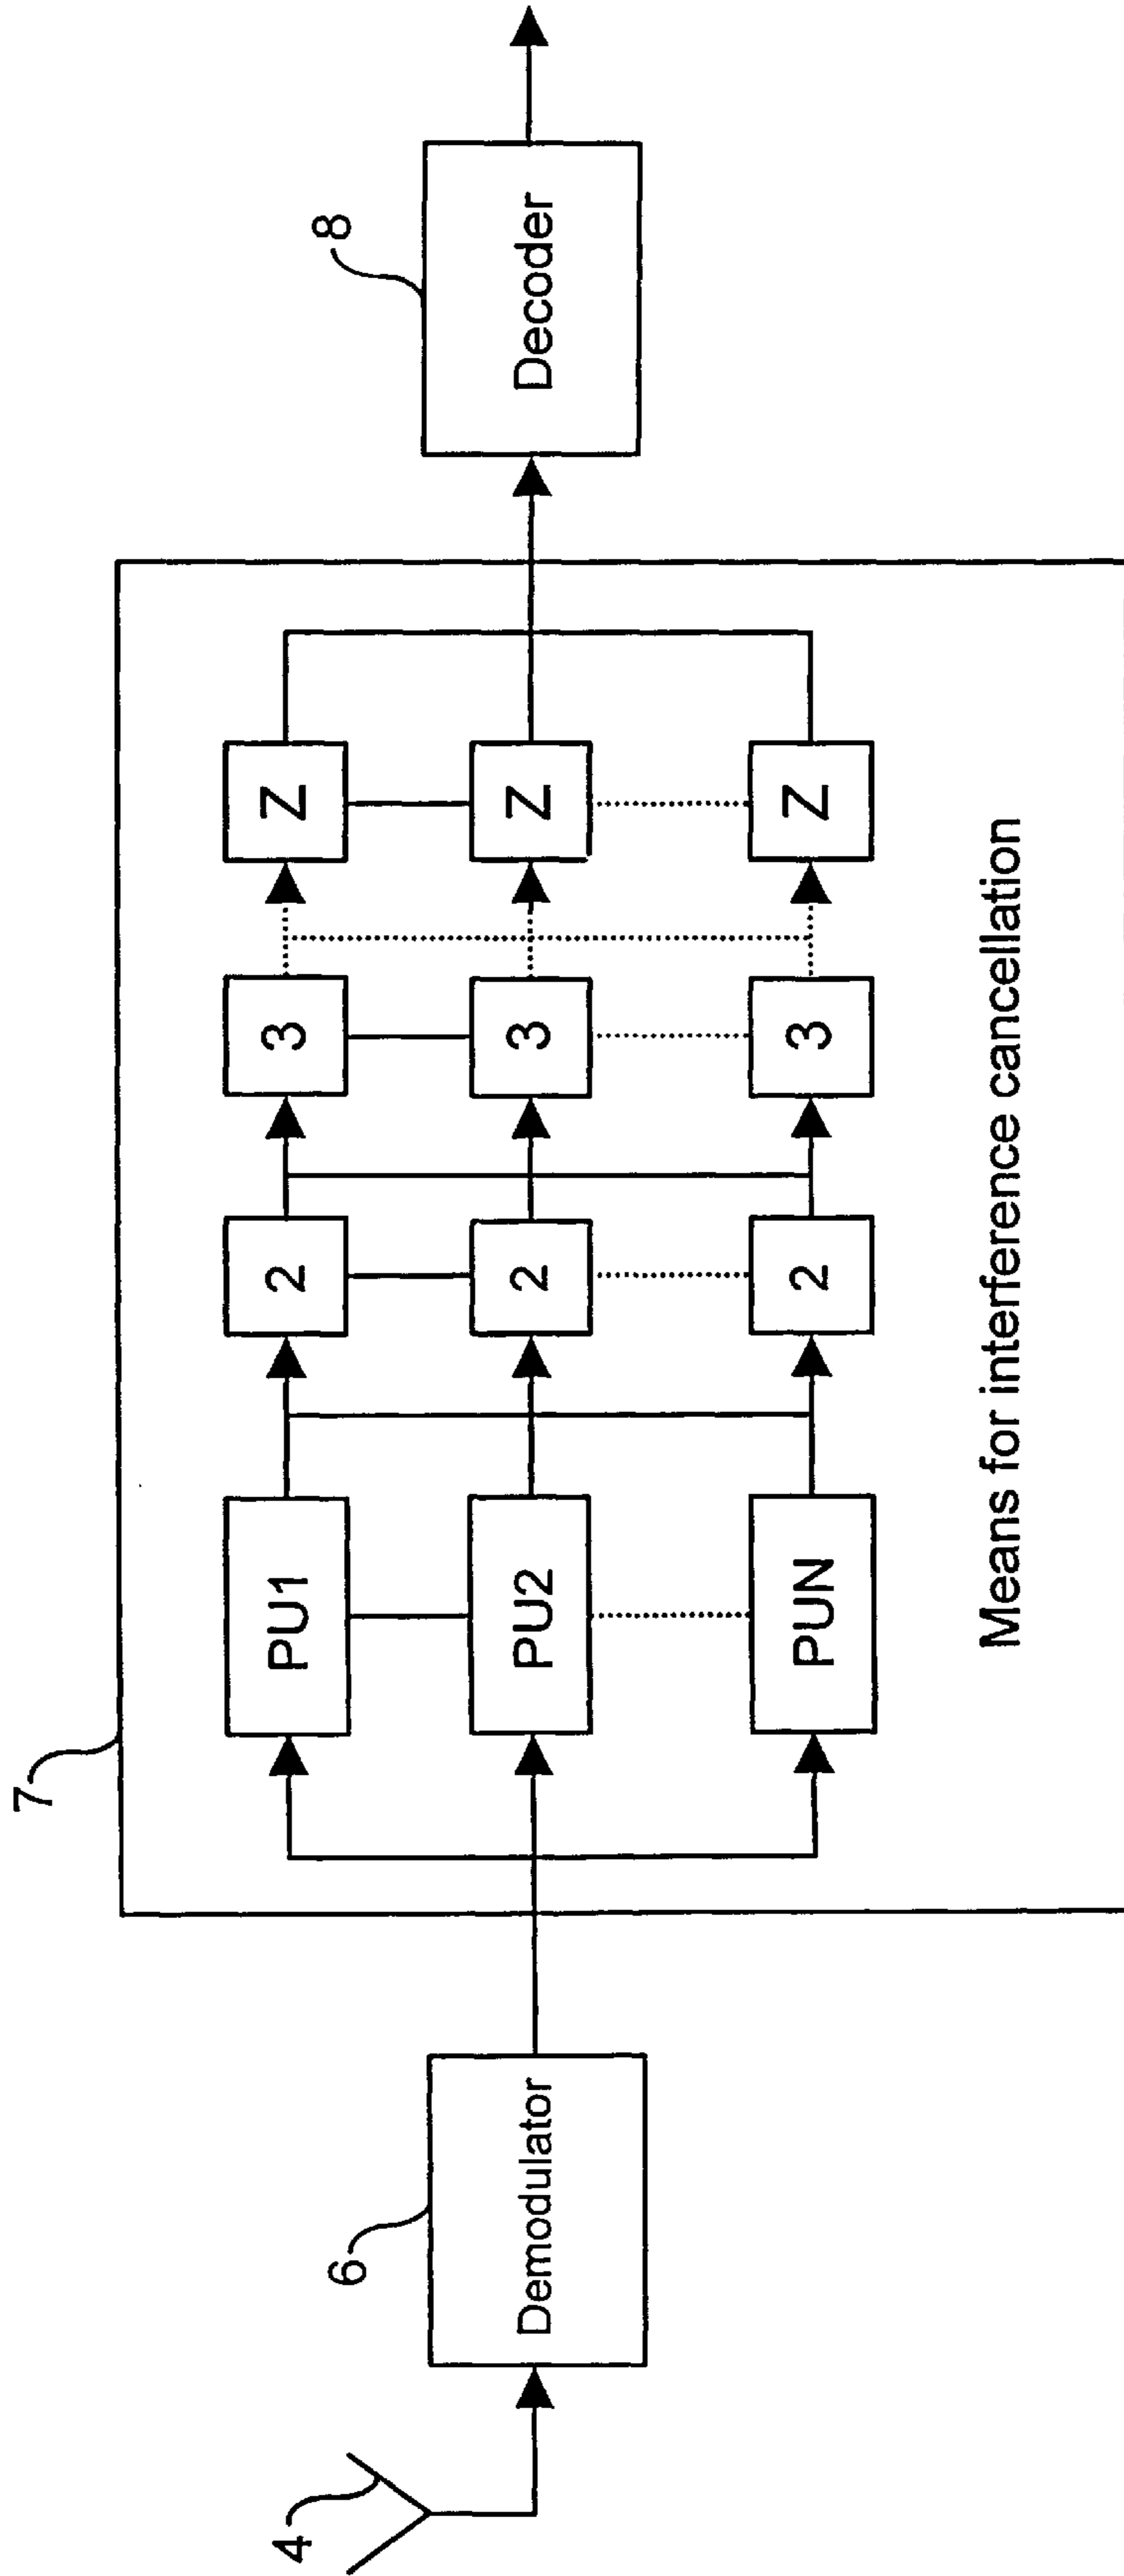 7
8
6
4
Demodulator
PU1
2
3
Z
PU2
2
3
Z
PUN
2
3
Z
Decoder
Means for interference cancellation